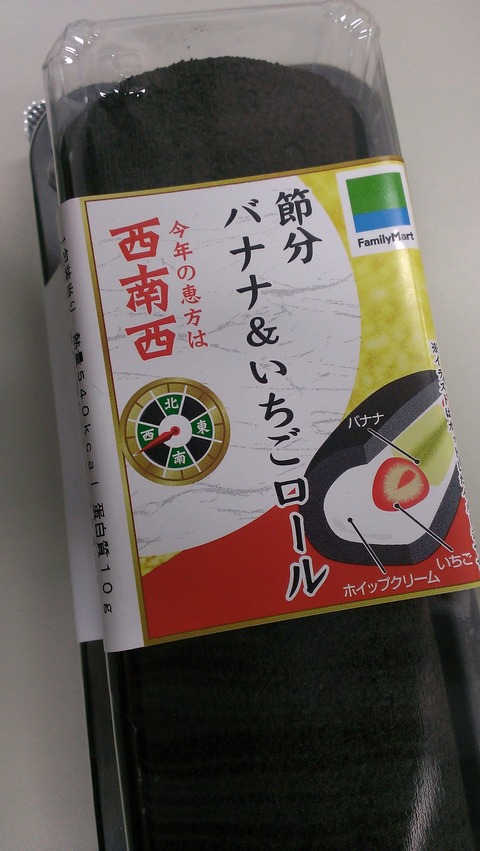 節分
バナナ&いちごロール
今年の恵方は
西南西
FamilyMart
北
東
南
西
バナナ
いちご
ホイップクリーム
熱量540kcal 蛋白質10g